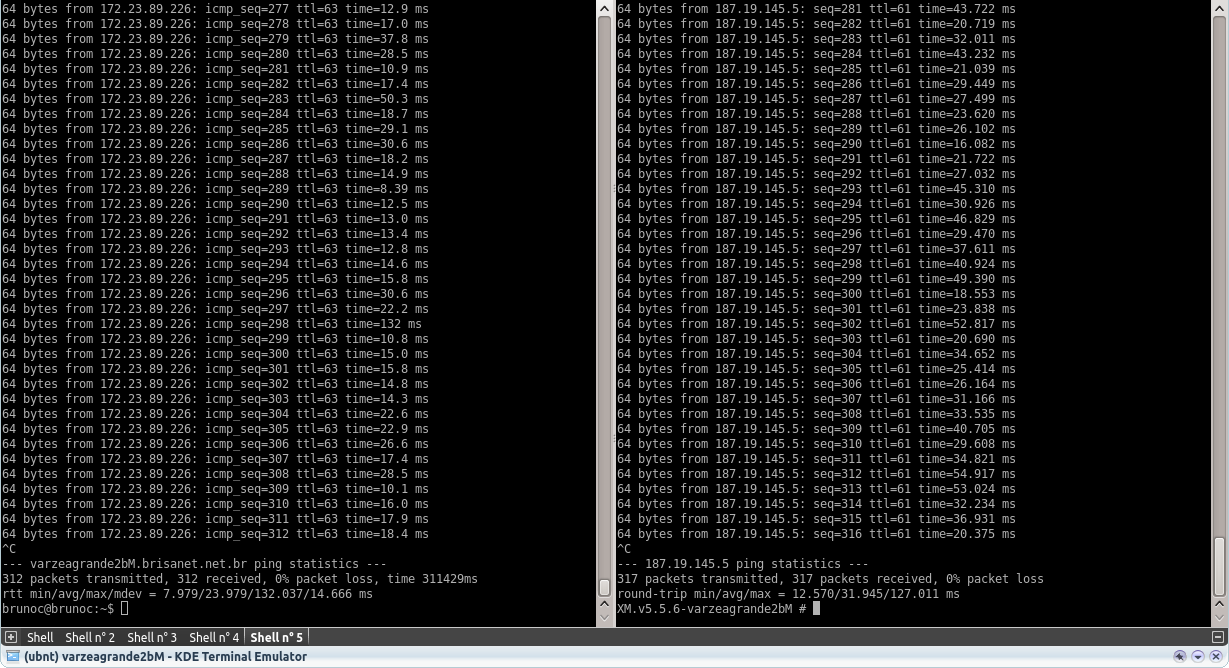 64 bytes from 172.23.89.226: icmp_seq=277 ttl=63 time=12.9 ms
64 bytes from 172.23.89.226: icmp_seq=278 ttl=63 time=17.0 ms
64 bytes from 172.23.89.226: icmp_seq=279 ttl=63 time=37.8 ms
64 bytes from 172.23.89.226: icmp_seq=280 ttl=63 time=28.5 ms
64 bytes from 172.23.89.226: icmp_seq=281 ttl=63 time=10.9 ms
64 bytes from 172.23.89.226: icmp_seq=282 ttl=63 time=17.4 ms
64 bytes from 172.23.89.226: icmp_seq=283 ttl=63 time=50.3 ms
64 bytes from 172.23.89.226: icmp_seq=284 ttl=63 time=18.7 ms
64 bytes from 172.23.89.226: icmp_seq=285 ttl=63 time=29.1 ms
64 bytes from 172.23.89.226: icmp_seq=286 ttl=63 time=30.6 ms
64 bytes from 172.23.89.226: icmp_seq=287 ttl=63 time=18.2 ms
64 bytes from 172.23.89.226: icmp_seq=288 ttl=63 time=14.9 ms
64 bytes from 172.23.89.226: icmp_seq=289 ttl=63 time=8.39 ms
64 bytes from 172.23.89.226: icmp_seq=290 ttl=63 time=12.5 ms
64 bytes from 172.23.89.226: icmp_seq=291 ttl=63 time=13.0 ms
64 bytes from 172.23.89.226: icmp_seq=292 ttl=63 time=13.4 ms
64 bytes from 172.23.89.226: icmp_seq=293 ttl=63 time=12.8 ms
64 bytes from 172.23.89.226: icmp_seq=294 ttl=63 time=14.6 ms
64 bytes from 172.23.89.226: icmp_seq=295 ttl=63 time=15.8 ms
64 bytes from 172.23.89.226: icmp_seq=296 ttl=63 time=30.6 ms
64 bytes from 172.23.89.226: icmp_seq=297 ttl=63 time=22.2 ms
64 bytes from 172.23.89.226: icmp_seq=298 ttl=63 time=132 ms
64 bytes from 172.23.89.226: icmp_seq=299 ttl=63 time=10.8 ms
64 bytes from 172.23.89.226: icmp_seq=300 ttl=63 time=15.0 ms
64 bytes from 172.23.89.226: icmp_seq=301 ttl=63 time=15.8 ms
64 bytes from 172.23.89.226: icmp_seq=302 ttl=63 time=14.8 ms
64 bytes from 172.23.89.226: icmp_seq=303 ttl=63 time=14.3 ms
64 bytes from 172.23.89.226: icmp_seq=304 ttl=63 time=22.6 ms
64 bytes from 172.23.89.226: icmp_seq=305 ttl=63 time=22.9 ms
64 bytes from 172.23.89.226: icmp_seq=306 ttl=63 time=26.6 ms
64 bytes from 172.23.89.226: icmp_seq=307 ttl=63 time=17.4 ms
64 bytes from 172.23.89.226: icmp_seq=308 ttl=63 time=28.5 ms
64 bytes from 172.23.89.226: icmp_seq=309 ttl=63 time=10.1 ms
64 bytes from 172.23.89.226: icmp_seq=310 ttl=63 time=16.0 ms
64 bytes from 172.23.89.226: icmp_seq=311 ttl=63 time=17.9 ms
64 bytes from 172.23.89.226: icmp_seq=312 ttl=63 time=18.4 ms
^C
--- varzeagrande2bM.brisanet.net.br ping statistics ---
312 packets transmitted, 312 received, 0% packet loss, time 311429ms
rtt min/avg/max/mdev = 7.979/23.979/132.037/14.666 ms
brunoc@brunoc:~$
64 bytes from 187.19.145.5: seq=281 ttl=61 time=43.722 ms
64 bytes from 187.19.145.5: seq=282 ttl=61 time=20.719 ms
64 bytes from 187.19.145.5: seq=283 ttl=61 time=32.011 ms
64 bytes from 187.19.145.5: seq=284 ttl=61 time=43.232 ms
64 bytes from 187.19.145.5: seq=285 ttl=61 time=21.039 ms
64 bytes from 187.19.145.5: seq=286 ttl=61 time=29.449 ms
64 bytes from 187.19.145.5: seq=287 ttl=61 time=27.499 ms
64 bytes from 187.19.145.5: seq=288 ttl=61 time=23.620 ms
64 bytes from 187.19.145.5: seq=289 ttl=61 time=26.102 ms
64 bytes from 187.19.145.5: seq=290 ttl=61 time=16.082 ms
64 bytes from 187.19.145.5: seq=291 ttl=61 time=21.722 ms
64 bytes from 187.19.145.5: seq=292 ttl=61 time=27.032 ms
64 bytes from 187.19.145.5: seq=293 ttl=61 time=45.310 ms
64 bytes from 187.19.145.5: seq=294 ttl=61 time=30.926 ms
64 bytes from 187.19.145.5: seq=295 ttl=61 time=46.829 ms
64 bytes from 187.19.145.5: seq=296 ttl=61 time=29.470 ms
64 bytes from 187.19.145.5: seq=297 ttl=61 time=37.611 ms
64 bytes from 187.19.145.5: seq=298 ttl=61 time=40.924 ms
64 bytes from 187.19.145.5: seq=299 ttl=61 time=49.390 ms
64 bytes from 187.19.145.5: seq=300 ttl=61 time=18.553 ms
64 bytes from 187.19.145.5: seq=301 ttl=61 time=23.838 ms
64 bytes from 187.19.145.5: seq=302 ttl=61 time=52.817 ms
64 bytes from 187.19.145.5: seq=303 ttl=61 time=20.690 ms
64 bytes from 187.19.145.5: seq=304 ttl=61 time=34.652 ms
64 bytes from 187.19.145.5: seq=305 ttl=61 time=25.414 ms
64 bytes from 187.19.145.5: seq=306 ttl=61 time=26.164 ms
64 bytes from 187.19.145.5: seq=307 ttl=61 time=31.166 ms
64 bytes from 187.19.145.5: seq=308 ttl=61 time=33.535 ms
64 bytes from 187.19.145.5: seq=309 ttl=61 time=40.705 ms
64 bytes from 187.19.145.5: seq=310 ttl=61 time=29.608 ms
64 bytes from 187.19.145.5: seq=311 ttl=61 time=34.821 ms
64 bytes from 187.19.145.5: seq=312 ttl=61 time=54.917 ms
64 bytes from 187.19.145.5: seq=313 ttl=61 time=53.024 ms
64 bytes from 187.19.145.5: seq=314 ttl=61 time=32.234 ms
64 bytes from 187.19.145.5: seq=315 ttl=61 time=36.931 ms
64 bytes from 187.19.145.5: seq=316 ttl=61 time=20.375 ms
^C
--- 187.19.145.5 ping statistics ---
317 packets transmitted, 317 packets received, 0% packet loss
round-trip min/avg/max = 12.570/31.945/127.011 ms
XM.v5.5.6-varzeagrande2bM #
Shell Shell n° 2 Shell n° 3 Shell n° 4 Shell n° 5
(ubnt) varzeagrande2bM - KDE Terminal Emulator